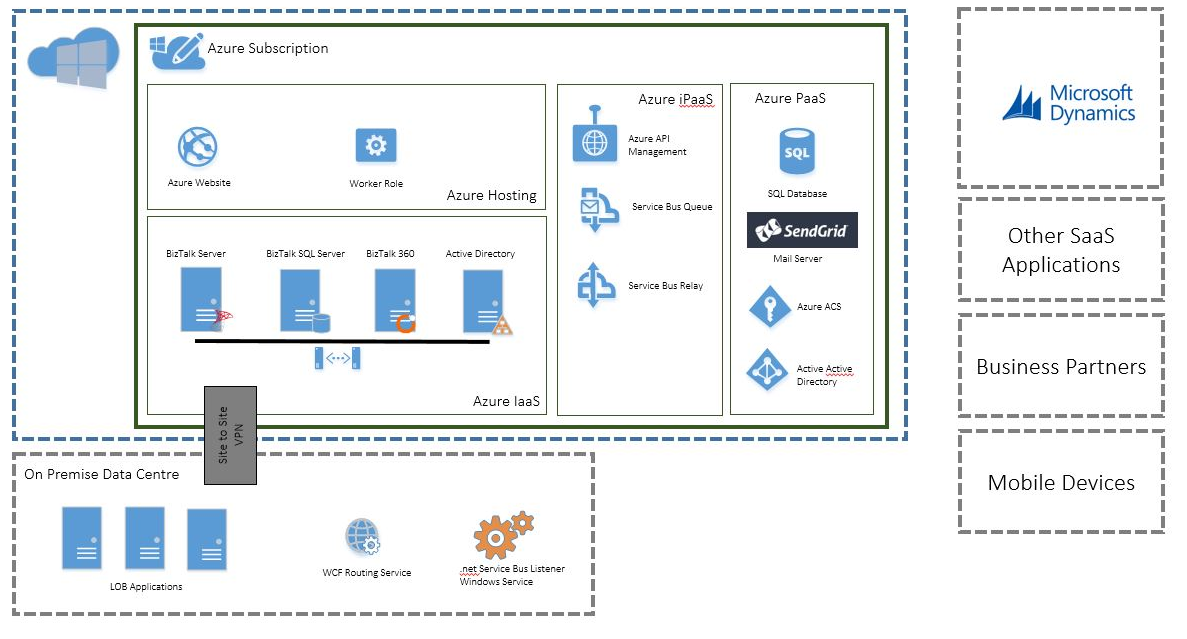 Azure Subscription
Azure Website
Worker Role
Azure Hosting
BizTalk Server
BizTalk SQL Server
BizTalk 360
Active Directory
Azure IaaS
Azure iPaaS
Azure API
Management
Service Bus Queue
Service Bus Relay
Azure PaaS
SQL
SQL Database
SendGrid
Mail Server
Azure ACS
Active Active
Directory
Site to Site
VPN
On Premise Data Centre
LOB Applications
WCF Routing Service
.net Service Bus Listener
Windows Service
Microsoft
Dynamics
Other SaaS
Applications
Business Partners
Mobile Devices